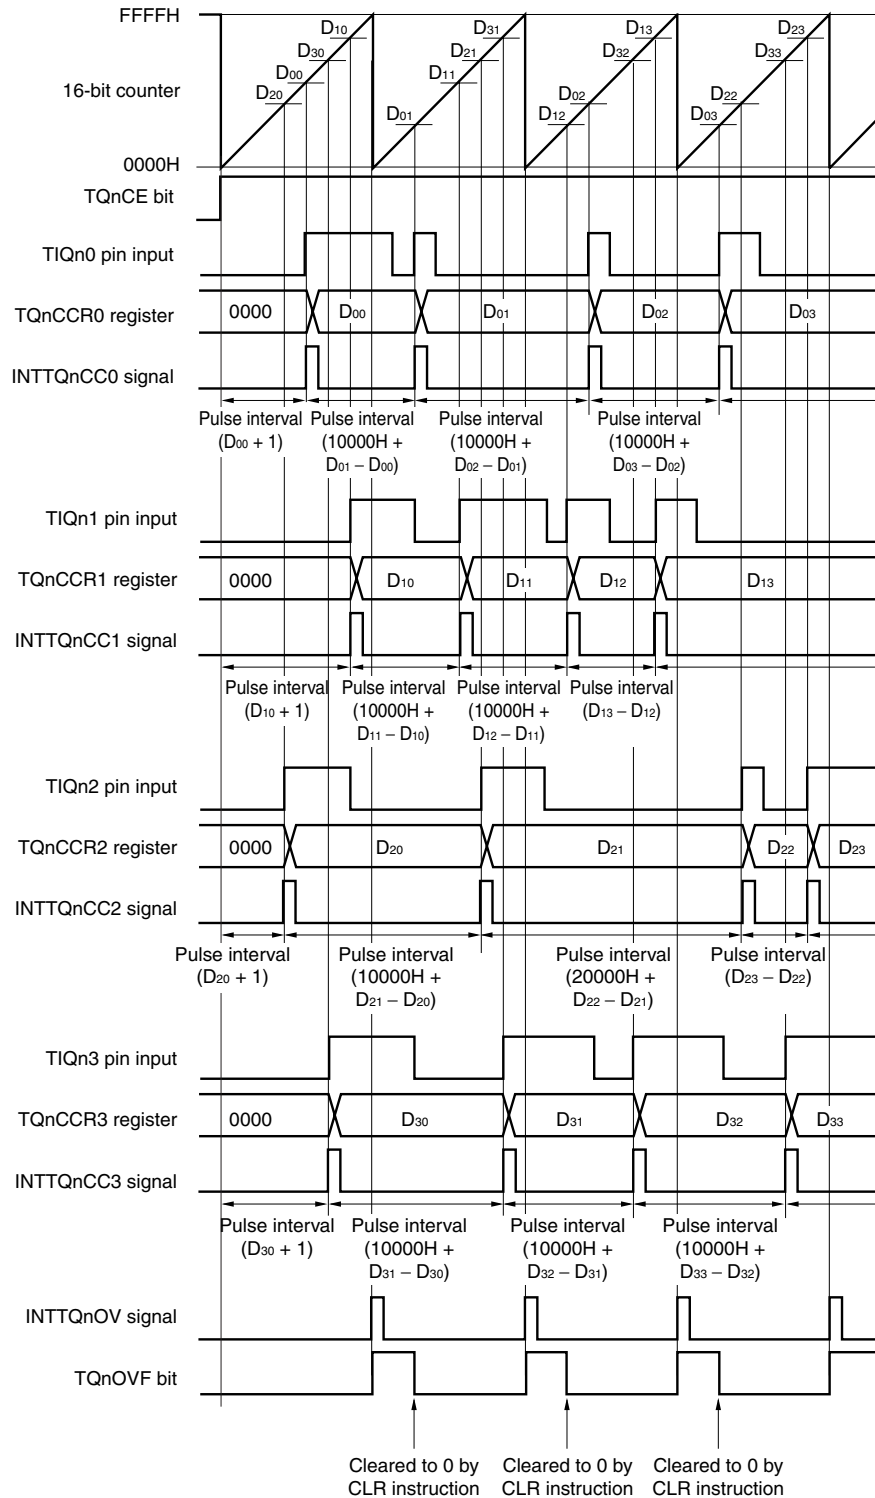 FFFFH
D10
D31
D13
D23
D30
D21
D32
D33
D00
D11
16-bit counter
D20
D02
D22
D01
D12
D03
0000H
TQnCE bit
TIQn0 pin input
TQnCCR0 register
0000
D00
D01
D02
D03
INTTQnCC0 signal
Pulse interval
(D00 + 1)
Pulse interval
(10000H +
D01 – D00)
Pulse interval
(10000H +
D02 – D01)
Pulse interval
(10000H +
D03 – D02)
TIQn1 pin input
TQnCCR1 register
0000
D10
D11
D12
D13
INTTQnCC1 signal
Pulse interval
(D10 + 1)
Pulse interval
(10000H +
D11 – D10)
Pulse interval
(10000H +
D12 – D11)
Pulse interval
(D13 – D12)
TIQn2 pin input
TQnCCR2 register
0000
D20
D21
D22
D23
INTTQnCC2 signal
Pulse interval
(D20 + 1)
Pulse interval
(10000H +
D21 – D20)
Pulse interval
(20000H +
D22 – D21)
Pulse interval
(D23 – D22)
TIQn3 pin input
TQnCCR3 register
0000
D30
D31
D32
D33
INTTQnCC3 signal
Pulse interval
(D30 + 1)
Pulse interval
(10000H +
D31 – D30)
Pulse interval
(10000H +
D32 – D31)
Pulse interval
(10000H +
D33 – D32)
INTTQnOV signal
TQnOVF bit
Cleared to 0 by
CLR instruction
Cleared to 0 by
CLR instruction
Cleared to 0 by
CLR instruction